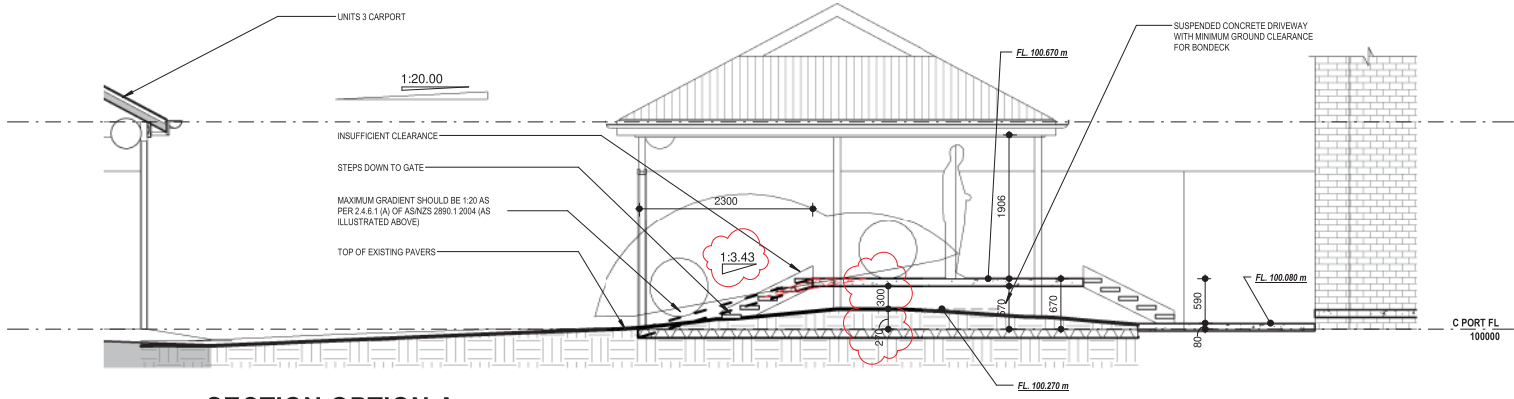 UNITS 3 CARPORT
SUSPENDED CONCRETE DRIVEWAY
WITH MINIMUM GROUND CLEARANCE
FOR BONDECK
FL. 100.670 m
1:20.00
INSUFFICIENT CLEARANCE
STEPS DOWN TO GATE
MAXIMUM GRADIENT SHOULD BE 1:20 AS
PER 2.4.6.1 (A) OF AS/NZS 2890.1 2004 (AS
ILLUSTRATED ABOVE)
2300
1906
TOP OF EXISTING PAVERS
1:3.43
FL. 100.080 m
300
570
670
590
270
80
C PORT FL
100000
FL. 100.270 m
SECTION OPTION A